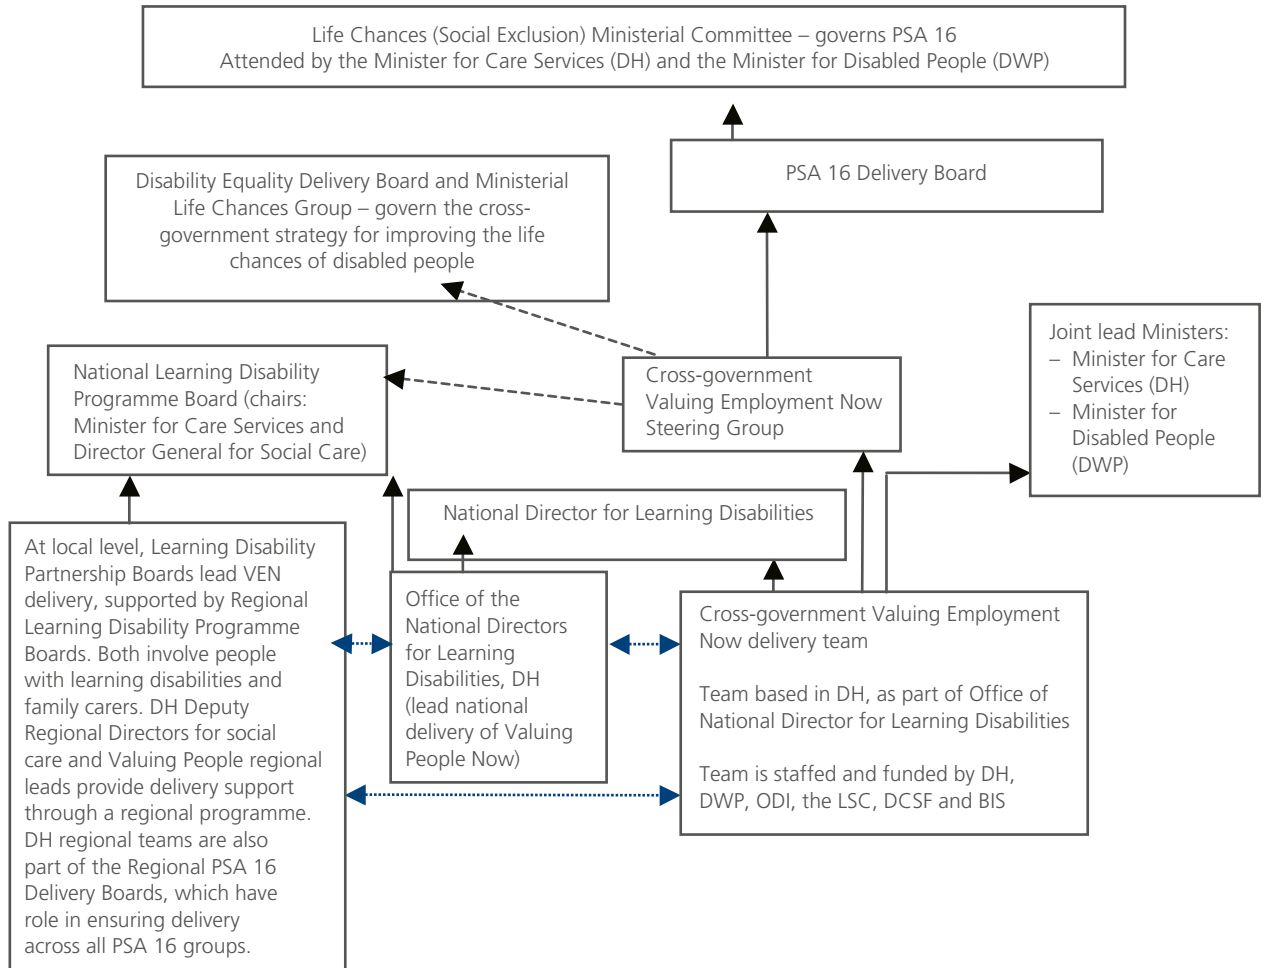 Life Chances (Social Exclusion) Ministerial Committee – governs PSA 16
Attended by the Minister for Care Services (DH) and the Minister for Disabled People (DWP)
PSA 16 Delivery Board
Disability Equality Delivery Board and Ministerial
Life Chances Group – govern the cross-
government strategy for improving the life
chances of disabled people
Joint lead Ministers:
– Minister for Care
Services (DH)
– Minister for
Disabled People
(DWP)
National Learning Disability
Programme Board (chairs:
Minister for Care Services and
Director General for Social Care)
Cross-government
Valuing Employment Now
Steering Group
National Director for Learning Disabilities
At local level, Learning Disability
Partnership Boards lead VEN
delivery, supported by Regional
Learning Disability Programme
Boards. Both involve people
with learning disabilities and
family carers. DH Deputy
Regional Directors for social
care and Valuing People regional
leads provide delivery support
through a regional programme.
DH regional teams are also
part of the Regional PSA 16
Delivery Boards, which have
role in ensuring delivery
across all PSA 16 groups.
Office of the
National Directors
for Learning
Disabilities, DH
(lead national
delivery of Valuing
People Now)
Cross-government Valuing Employment
Now delivery team
Team based in DH, as part of Office of
National Director for Learning Disabilities
Team is staffed and funded by DH,
DWP, ODI, the LSC, DCSF and BIS